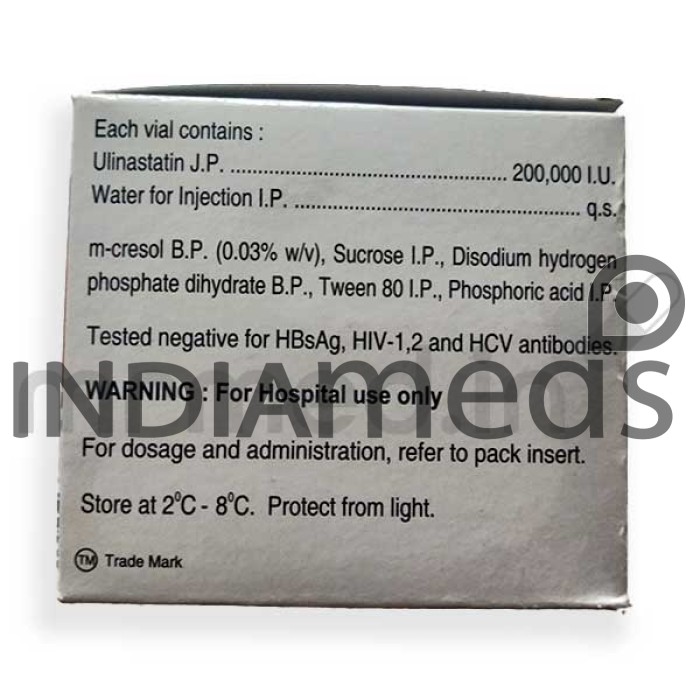 Each vial contains :
Ulinastatin J.P. ........................................................ 200,000 I.U.
Water for Injection I.P. ........................................................ q.s.
m-cresol B.P. (0.03% w/v), Sucrose I.P., Disodium hydrogen
phosphate dihydrate B.P., Tween 80 I.P., Phosphoric acid I.P.
Tested negative for HBsAg, HIV-1,2 and HCV antibodies.
INDIAmeds
WARNING : For Hospital use only
For dosage and administration, refer to pack insert.
Store at 2°C - 8°C. Protect from light.
TM Trade Mark